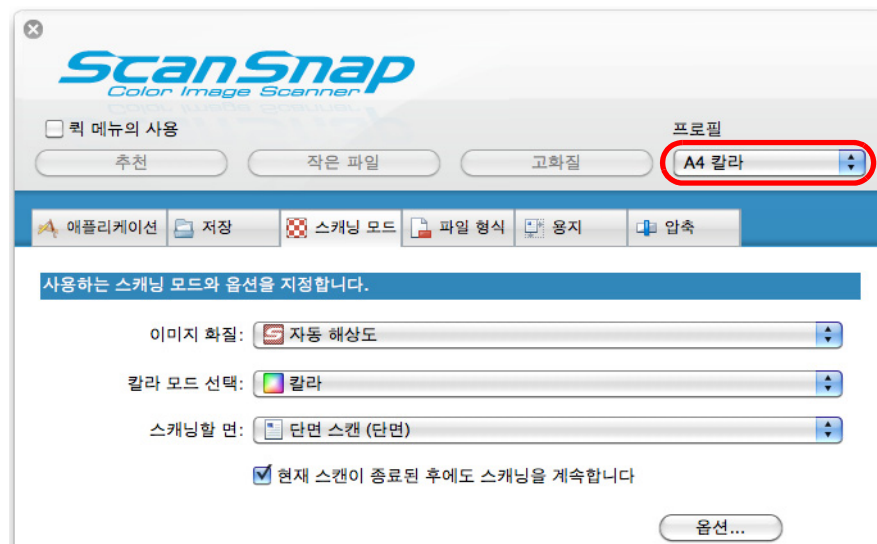 ScanSnap
Color Image Scanner
퀵 메뉴의 사용
프로필
추천 작은 파일 고화질 A4 칼라
애플리케이션 저장 스캐닝 모드 파일 형식 용지 압축
사용하는 스캐닝 모드와 옵션을 지정합니다.
이미지 화질: 자동 해상도
칼라 모드 선택: 칼라
스캐닝할 면: 단면 스캔 (단면)
현재 스캔이 종료된 후에도 스캐닝을 계속합니다
옵션...